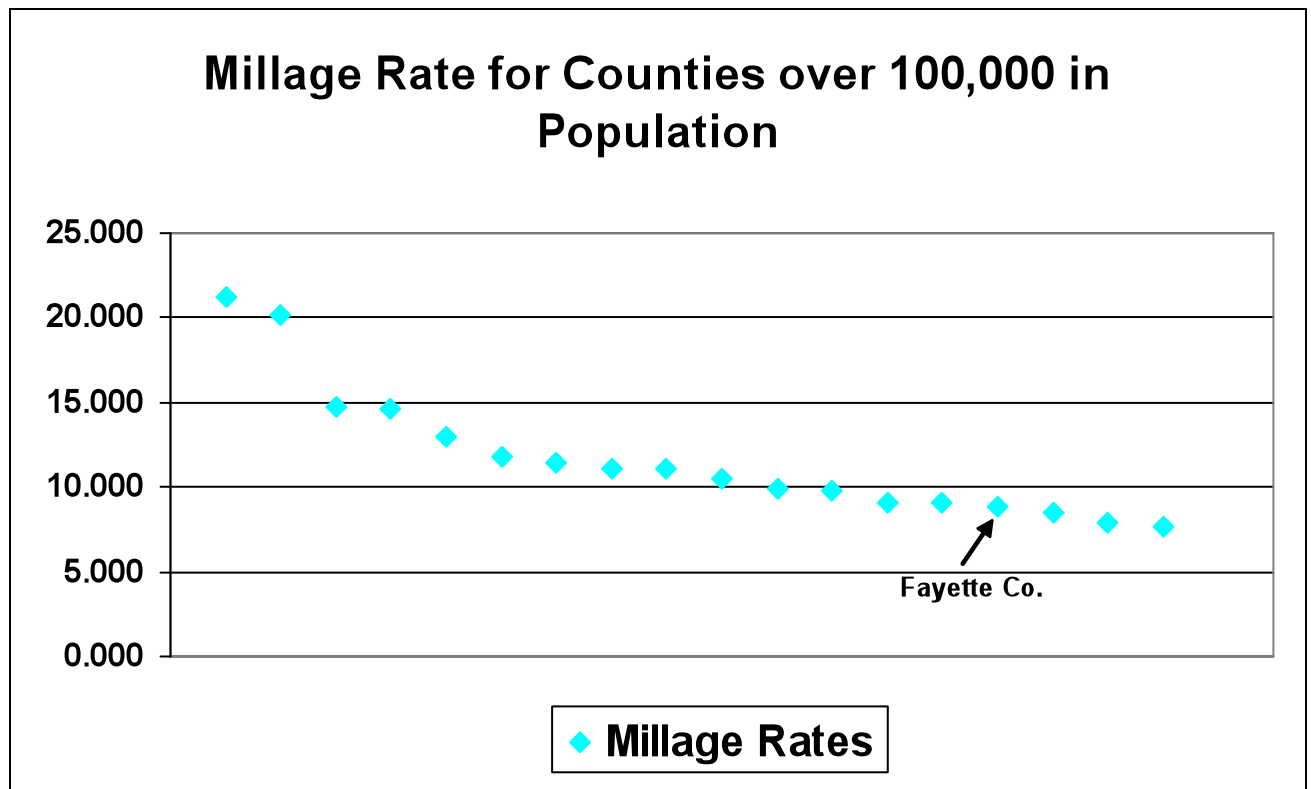 Millage Rate for Counties over 100,000 in
Population
25.000
20.000
15.000
10.000
5.000
0.000
Fayette Co.
Millage Rates